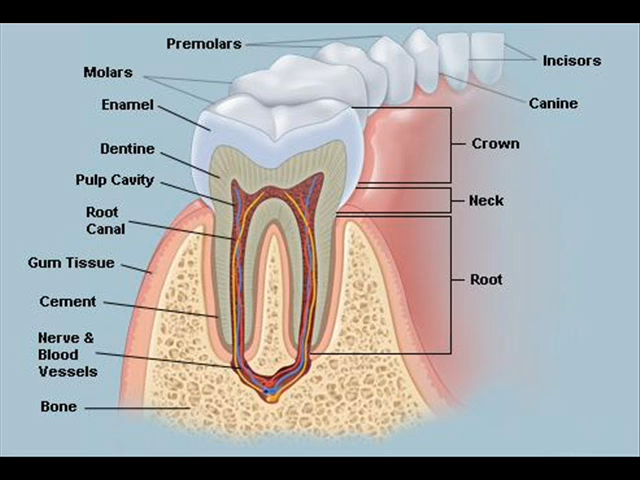 Premolars
Incisors
Molars
Canine
Enamel
Crown
Dentine
Pulp Cavity
Neck
Root
Canal
Gum Tissue
Root
Cement
Nerve &
Blood
Vessels
Bone